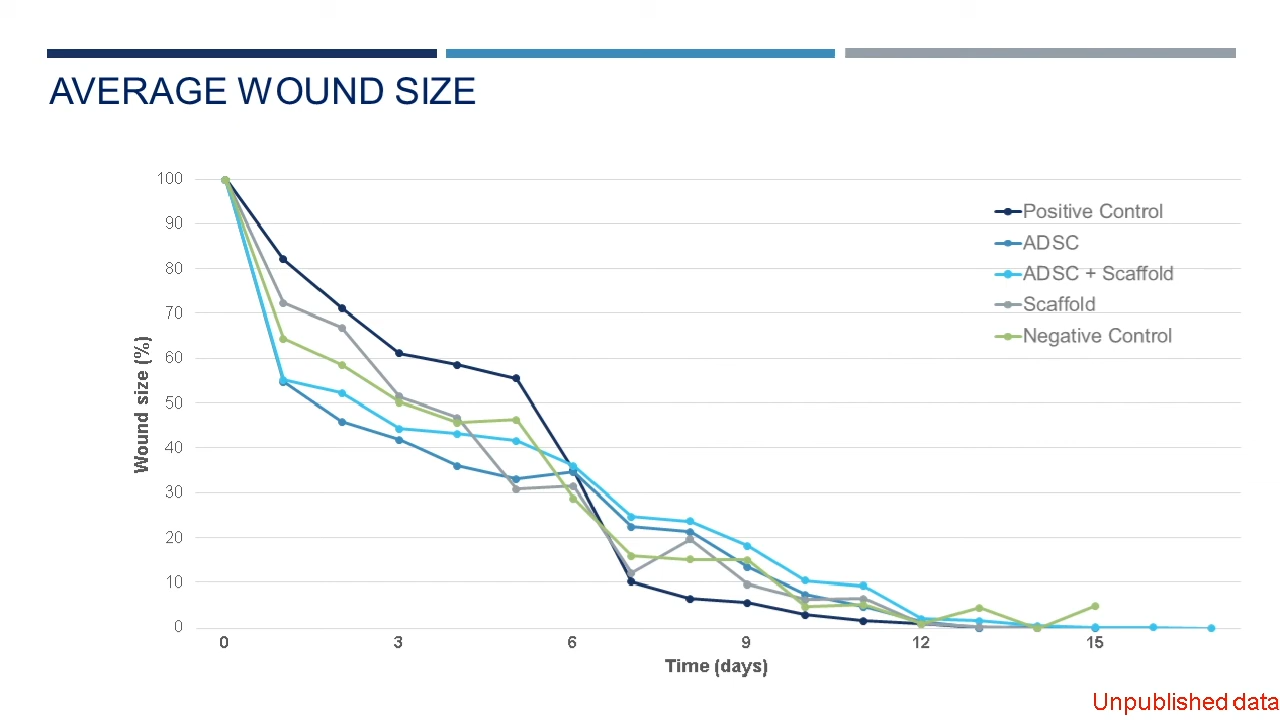 AVERAGE WOUND SIZE
100
90
80
70
60
50
40
30
20
10
0
Wound size (%)
Positive Control
ADSC
ADSC + Scaffold
Scaffold
Negative Control
0 3 6 9 12 15
Time (days)
Unpublished data